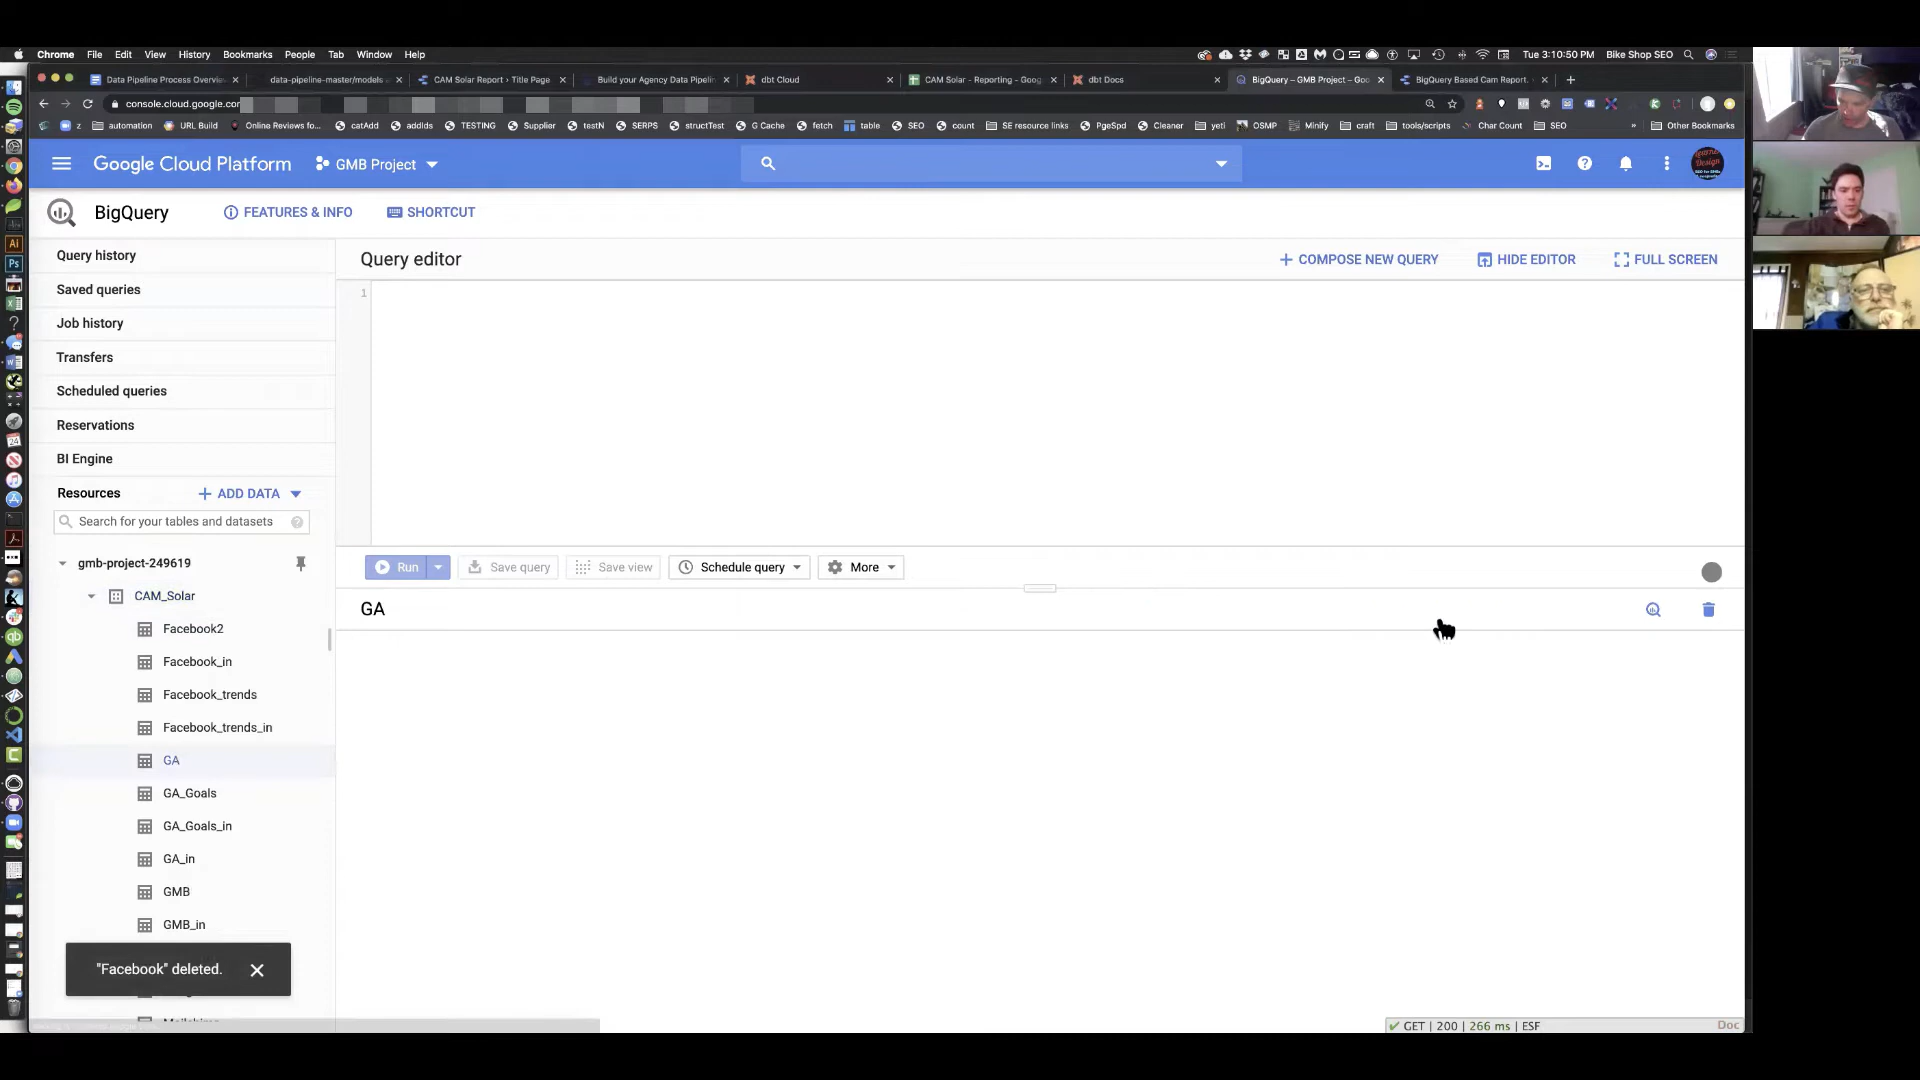 Chrome File Edit View History Bookmarks People Tab Window Help
Tue 3:10:50 PM Bike Shop SEO
Data Pipeline Process Overview
data-pipeline-master/models
CAM Solar Report › Title Page
Build your Agency Data Pipelin
dbt Cloud
CAM Solar - Reporting - Goog
dbt Docs
BigQuery – GMB Project – Goo
BigQuery Based Cam Report.
console.cloud.google.com
z automation URL Build Online Reviews fo... catAdd addIds TESTING Supplier testN SERPS structTest G Cache fetch table SEO count SE resource links PgeSpd Cleaner yeti OSMP Minify craft tools/scripts Char Count SEO » Other Bookmarks
Google Cloud Platform GMB Project
BigQuery FEATURES & INFO SHORTCUT
Query history
Saved queries
Job history
Transfers
Scheduled queries
Reservations
BI Engine
Resources + ADD DATA
Search for your tables and datasets
gmb-project-249619
CAM_Solar
Facebook2
Facebook_in
Facebook_trends
Facebook_trends_in
GA
GA_Goals
GA_Goals_in
GA_in
GMB
GMB_in
"Facebook" deleted.
Query editor + COMPOSE NEW QUERY HIDE EDITOR FULL SCREEN
1
Run Save query Save view Schedule query More
GA
GET | 200 | 266 ms | ESF Doc